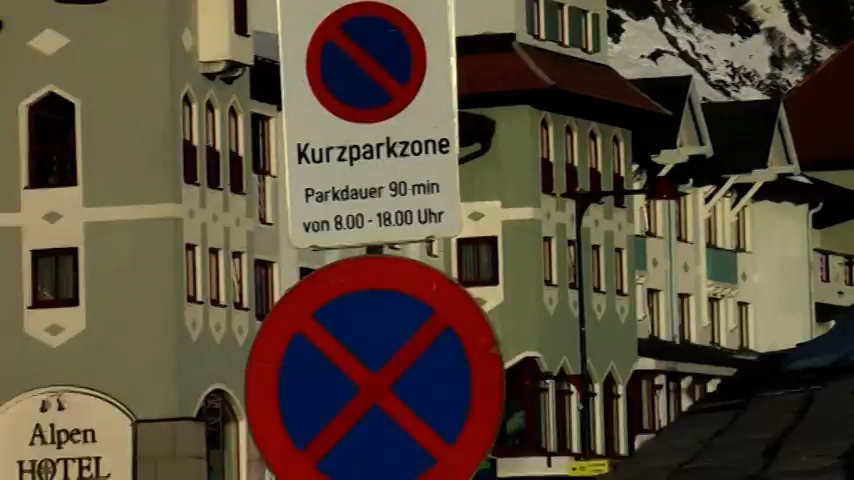 Kurzparkzone
Parkdauer 90 min
von 8.00 - 18.00 Uhr
Alpen
HOTEL